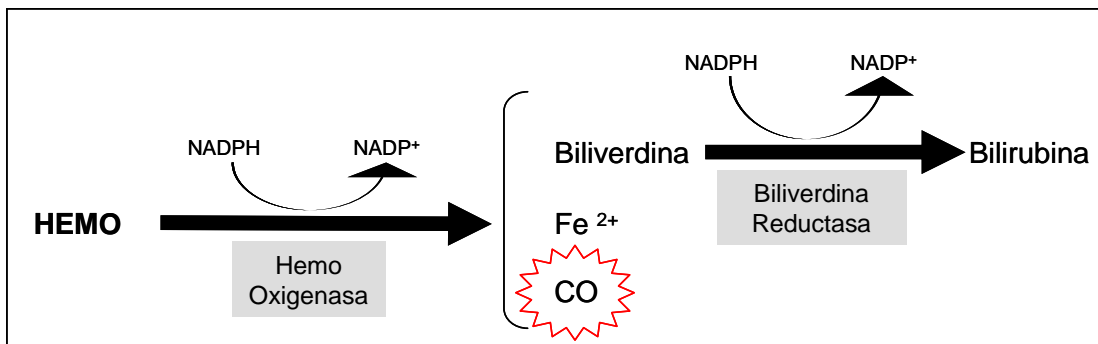 NADPH NADP+
HEMO
Hemo
Oxigenasa
NADPH NADP+
Biliverdina Bilirubina
Biliverdina
Reductasa
Fe 2+
CO